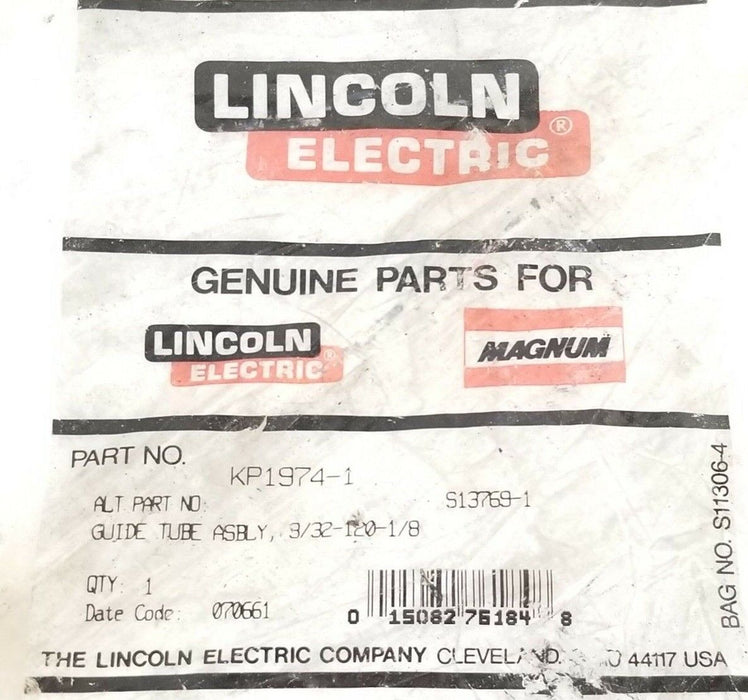 LINCOLN
ELECTRIC ®
GENUINE PARTS FOR
LINCOLN
ELECTRIC ®
MAGNUM
PART NO. KP1974-1
ALT PART NO: S13769-1
GUIDE TUBE ASBLY, 3/32-120-1/8
QTY: 1
Date Code: 070661
0 15082 76184 8
THE LINCOLN ELECTRIC COMPANY 44117 USA
BAG NO. S11306-4